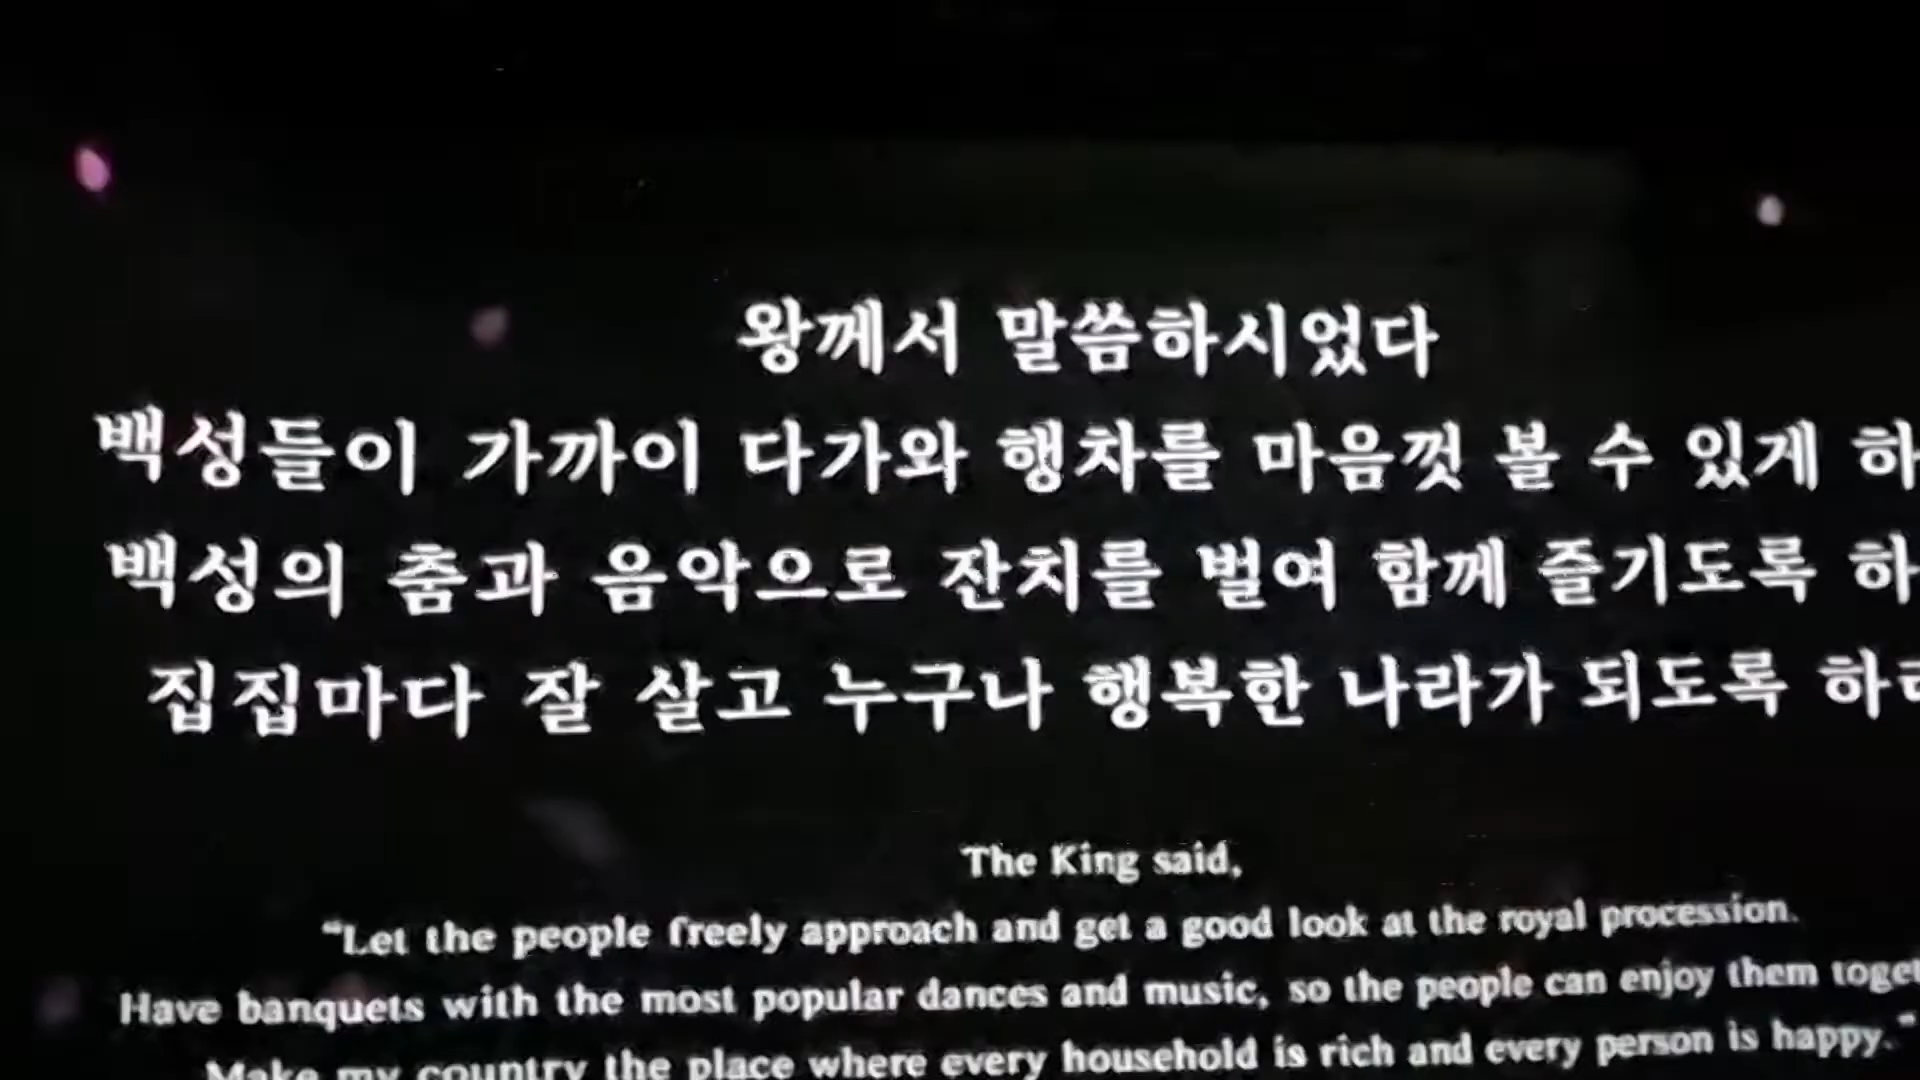 왕께서 말씀하시었다
백성들이 가까이 다가와 행차를 마음껏 볼 수 있게 하
백성의 춤과 음악으로 잔치를 벌여 함께 즐기도록 하
집집마다 잘 살고 누구나 행복한 나라가 되도록
The King said,
“Let the people freely approach and get a good look at the royal procession.
Have banquets with the most popular dances and music, so the people can enjoy them toget
Make my country the place where every household is rich and every person is happy.”